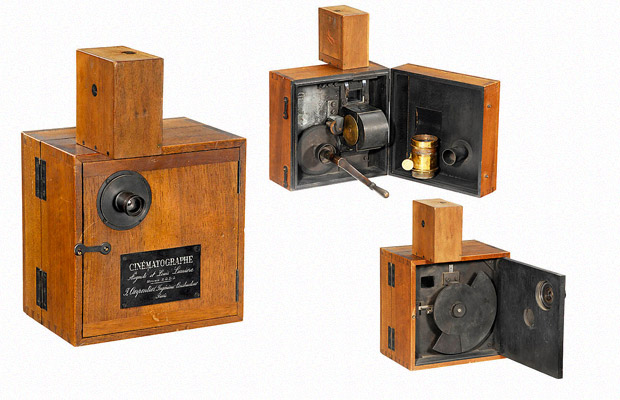 CINÉMATOGRAPHE
Auguste et Louis Lumière
J. Carpentier Ingénieur Constructeur
Paris